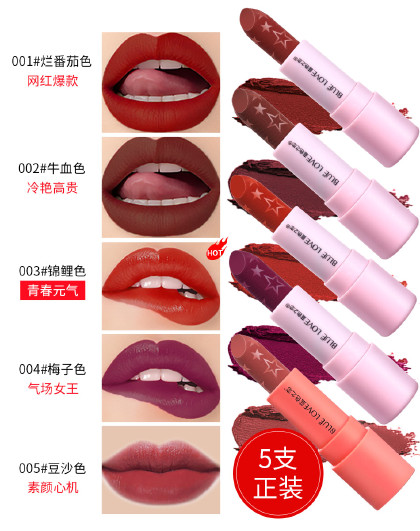 001#烂番茄色
网红爆款
002#牛血色
冷艳高贵
003#锦鲤色
青春元气
HOT
004#梅子色
气场女王
005#豆沙色
素颜心机
BLUE LOVE
BLUE LOVE
BLUE LOVE
BLUE LOVE
BLUE LOVE
5支
正装